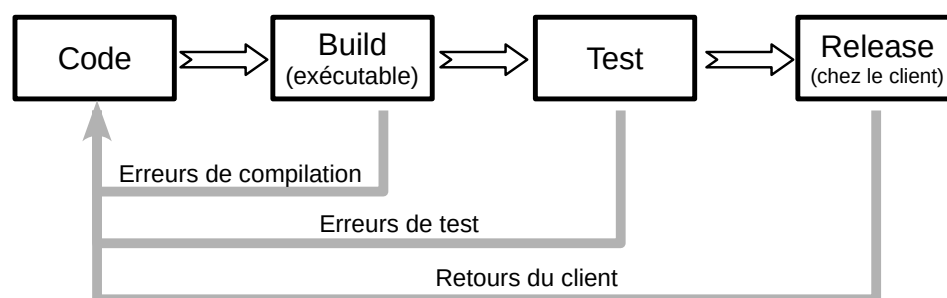 Code
Build
(exécutable)
Test
Release
(chez le client)
Erreurs de compilation
Erreurs de test
Retours du client